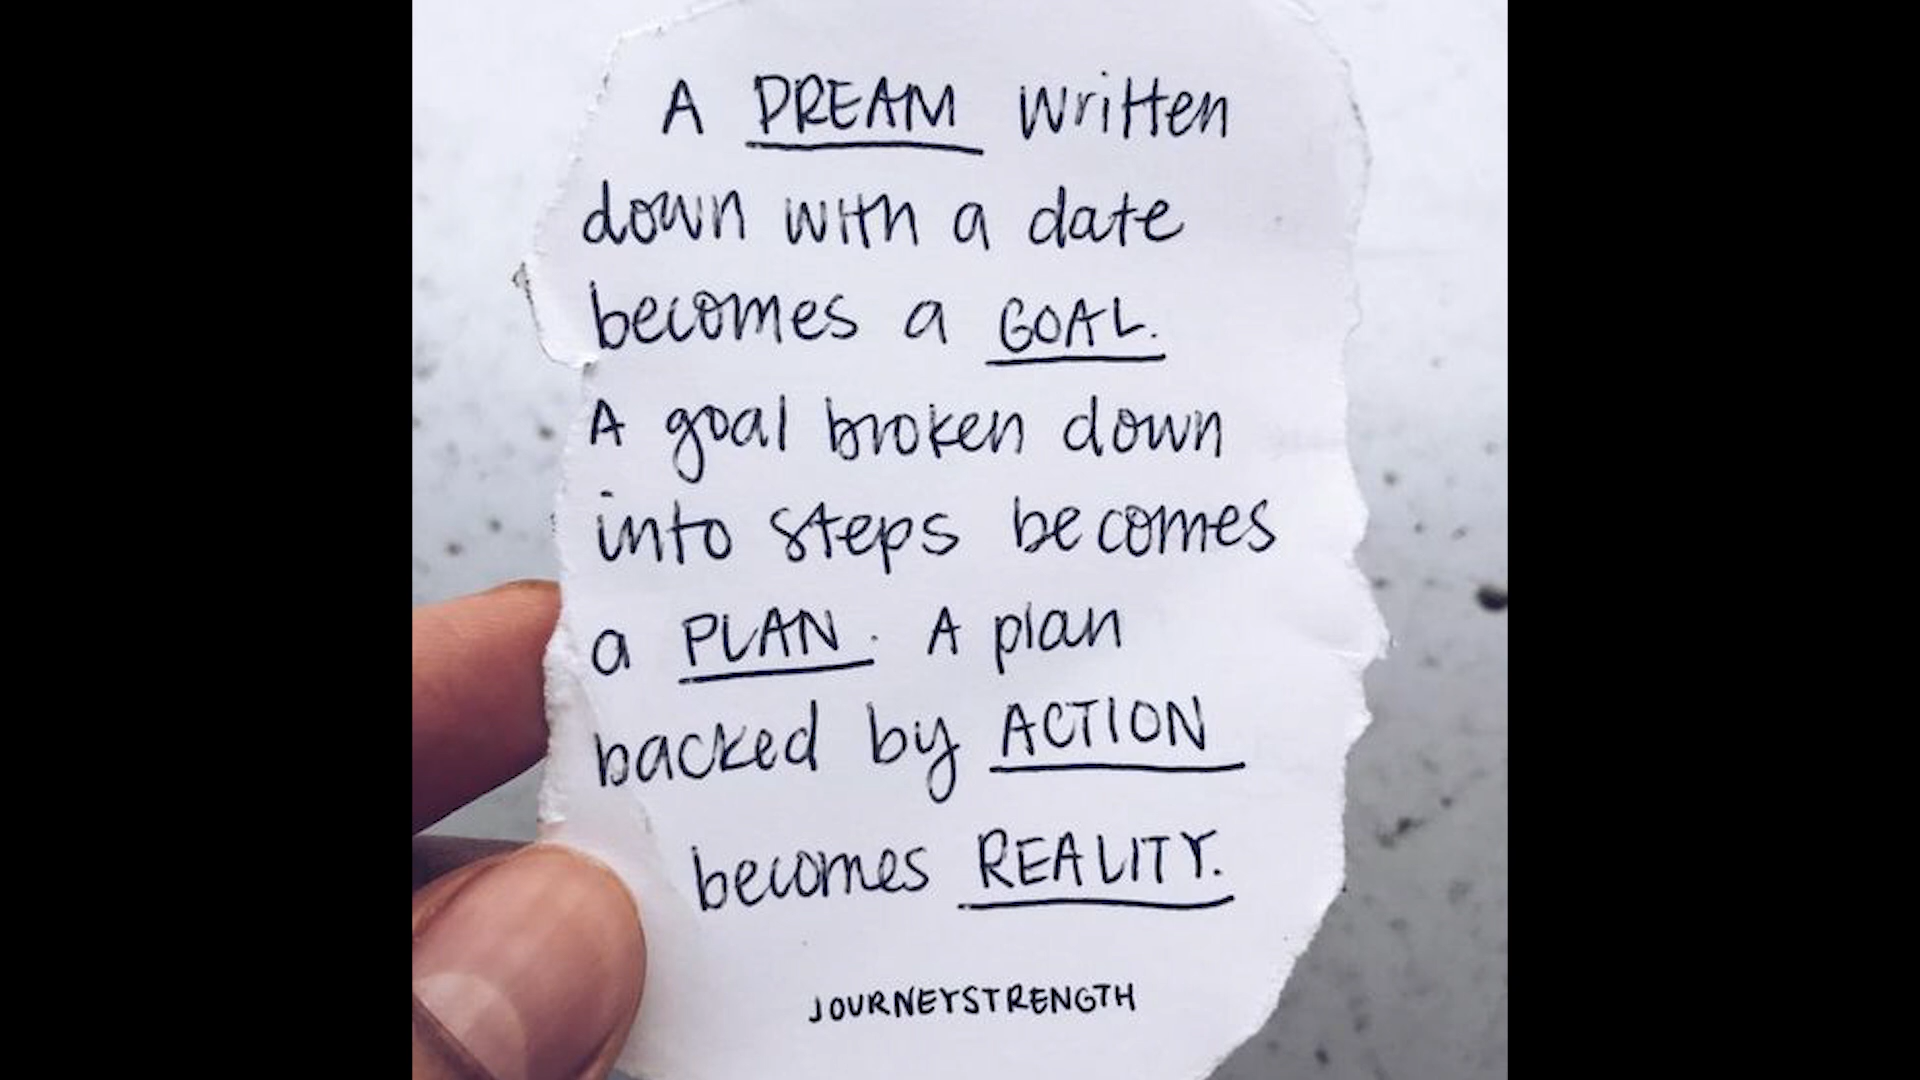 A DREAM written
down with a date
becomes a GOAL.
A goal broken down
into steps becomes
a PLAN. A plan
backed by ACTION
becomes REALITY.
JOURNEYSTRENGTH